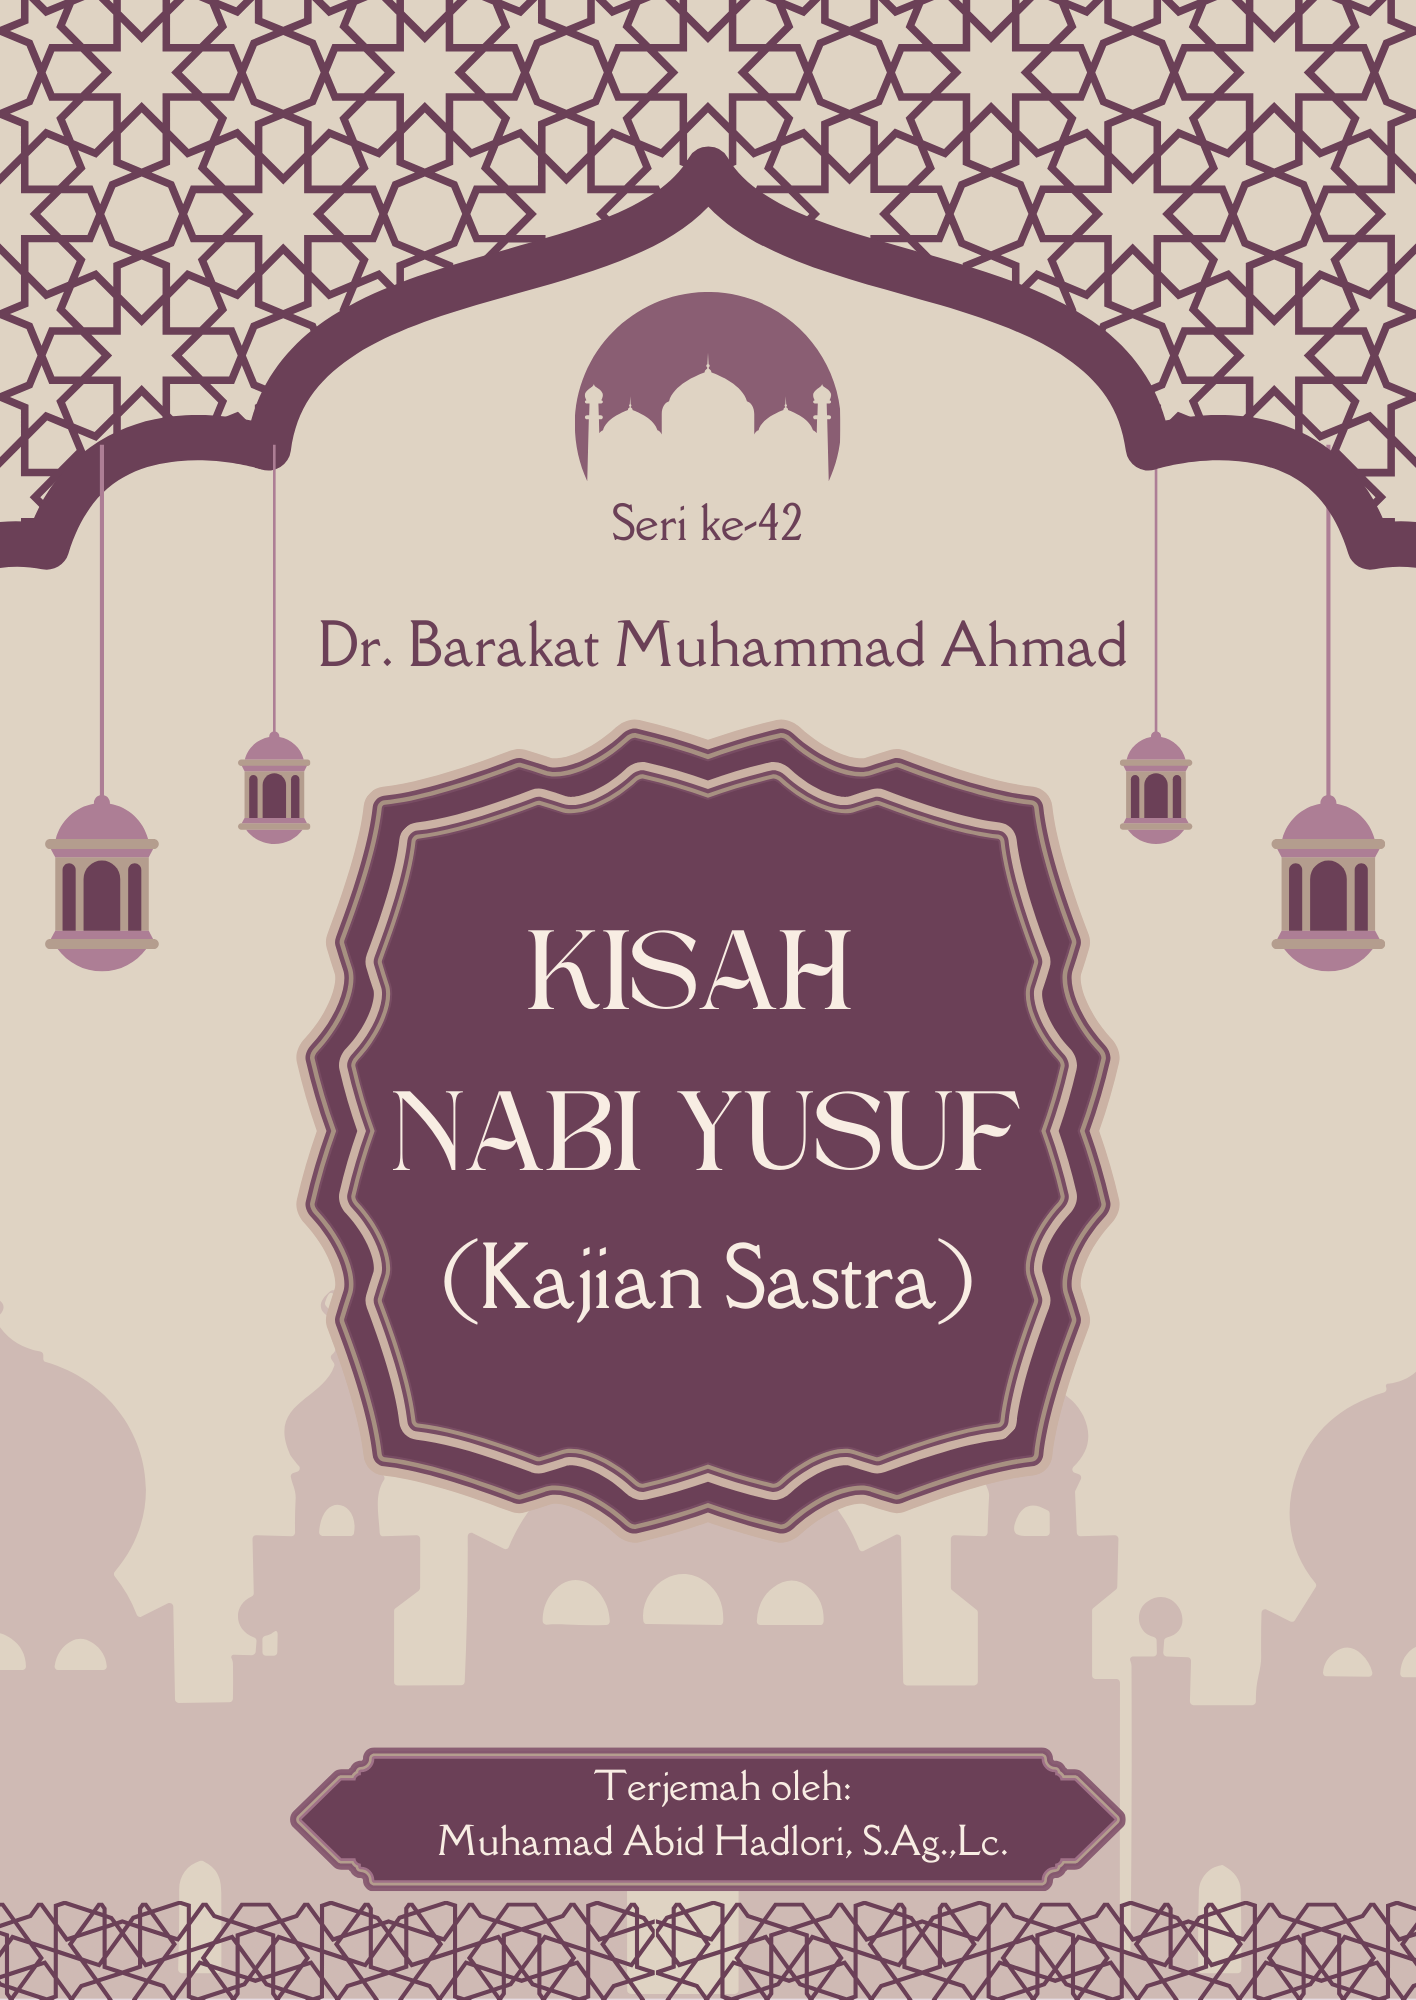 Seri ke-42
Dr. Barakat Muhammad Ahmad
KISAH
NABI YUSUF
(Kajian Sastra)
Terjemah oleh:
Muhamad Abid Hadlori, S.Ag.,Lc.